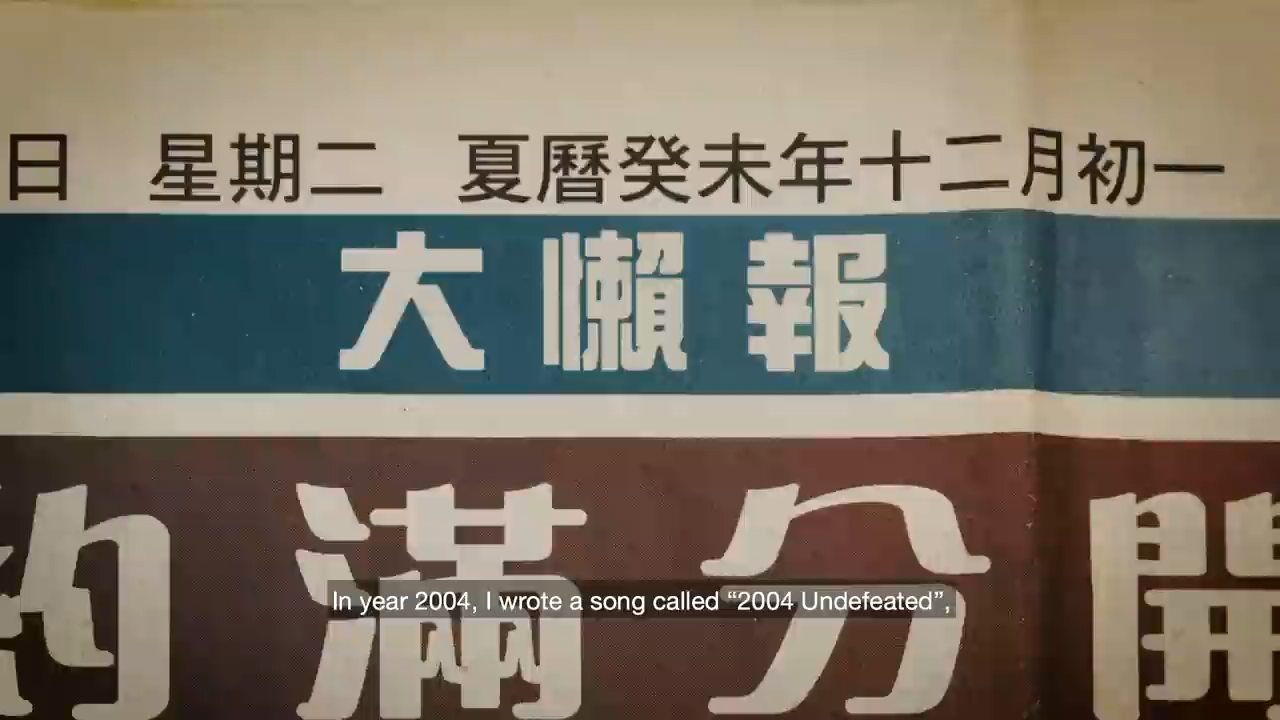 日 星期二 夏曆癸未年十二月初一
大懶報
約滿分開
In year 2004, I wrote a song called “2004 Undefeated”,